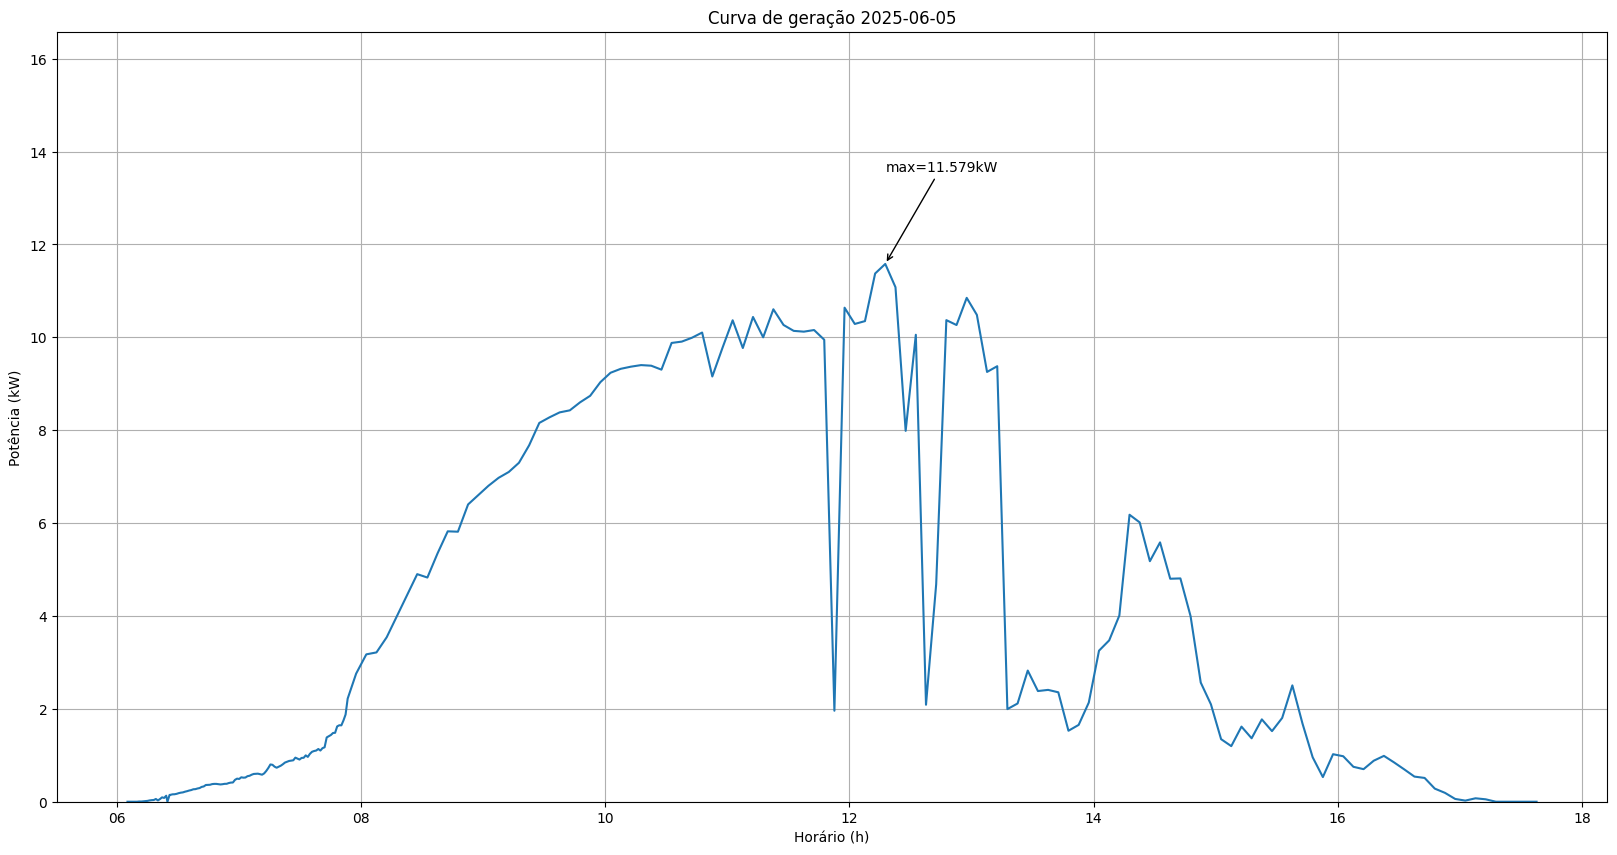 Curva de geração 2025-06-05
16
14
12
10
8
6
4
2
0
Potência (kW)
max=11.579kW
06 08 10 12 14 16 18
Horário (h)